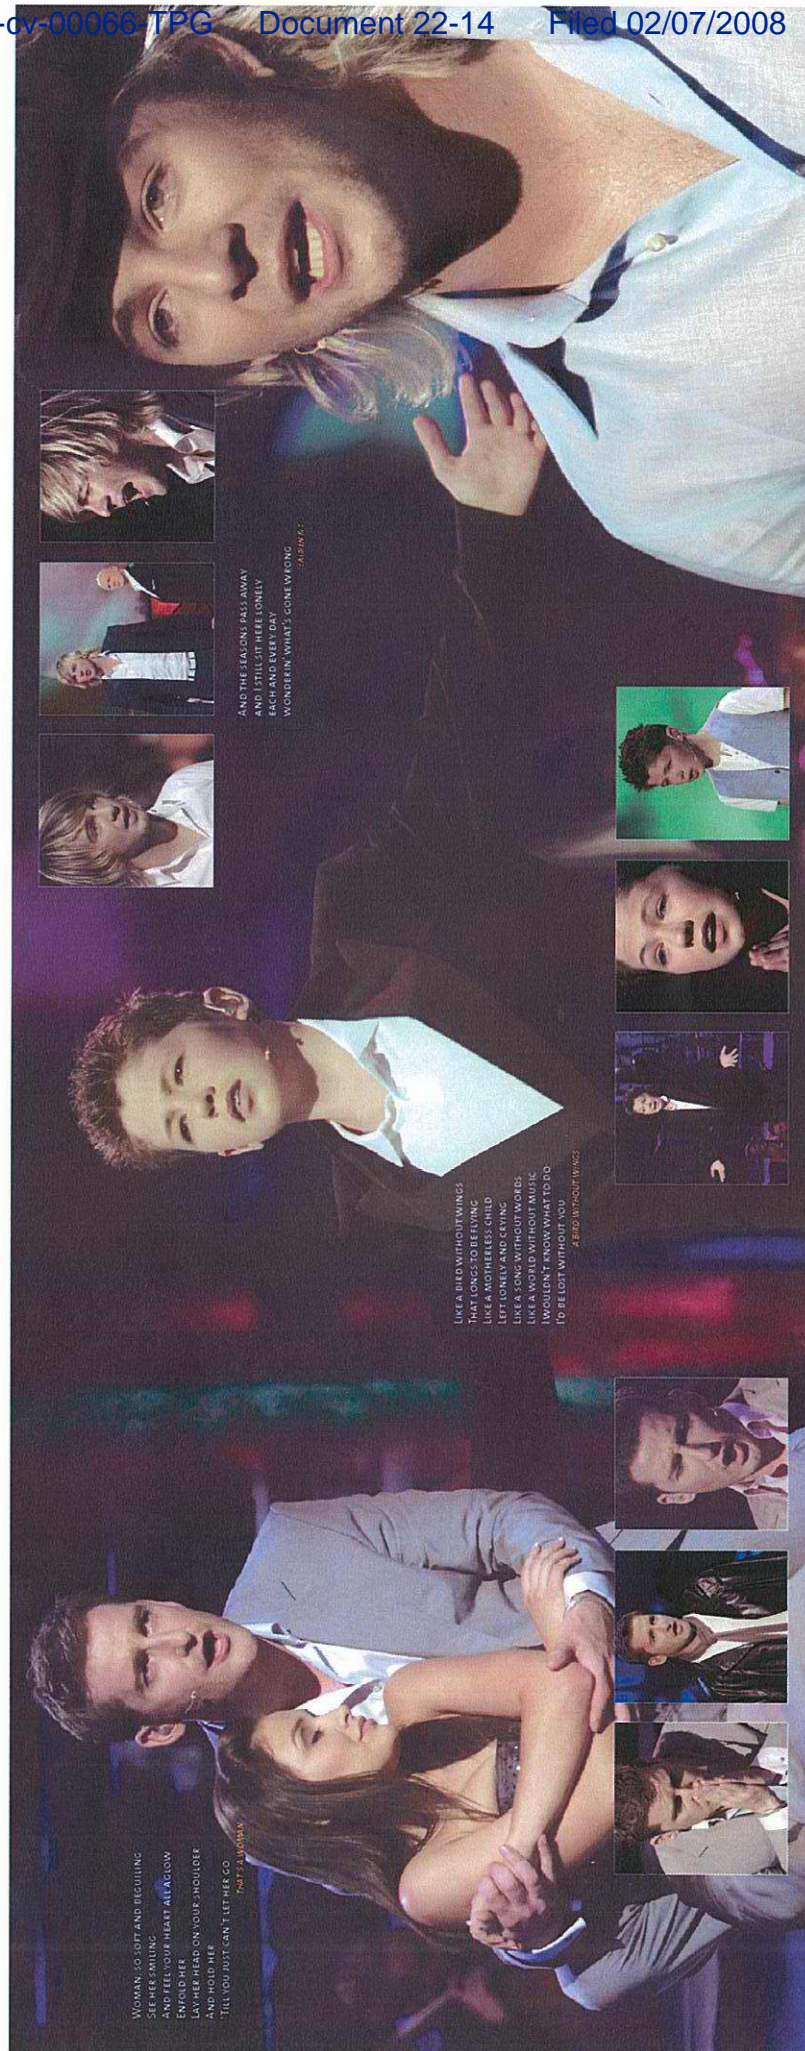 -cv-00066-TPG Document 22-14 Filed 02/07/2008
WOMAN, SO SOFT AND BEGUILING
SEE HER SMILING
AND FEEL YOUR HEART ALL AGLOW
ENFOLD HER
LAY HER HEAD ON YOUR SHOULDER
AND HOLD HER
'TILL YOU JUST CAN'T LET HER GO
THAT'S A WOMAN
LIKE A BIRD WITHOUT WINGS
THAT LONGS TO BE FLYING
LIKE A MOTHERLESS CHILD
LEFT LONELY AND CRYING
LIKE A SONG WITHOUT WORDS
LIKE A WORLD WITHOUT MUSIC
I WOULDN'T KNOW WHAT TO DO
I'D BE LOST WITHOUT YOU
A BIRD WITHOUT WINGS
AND THE SEASONS PASS AWAY
AND I STILL SIT HERE LONELY
EACH AND EVERY DAY
WONDERIN' WHAT'S GONE WRONG